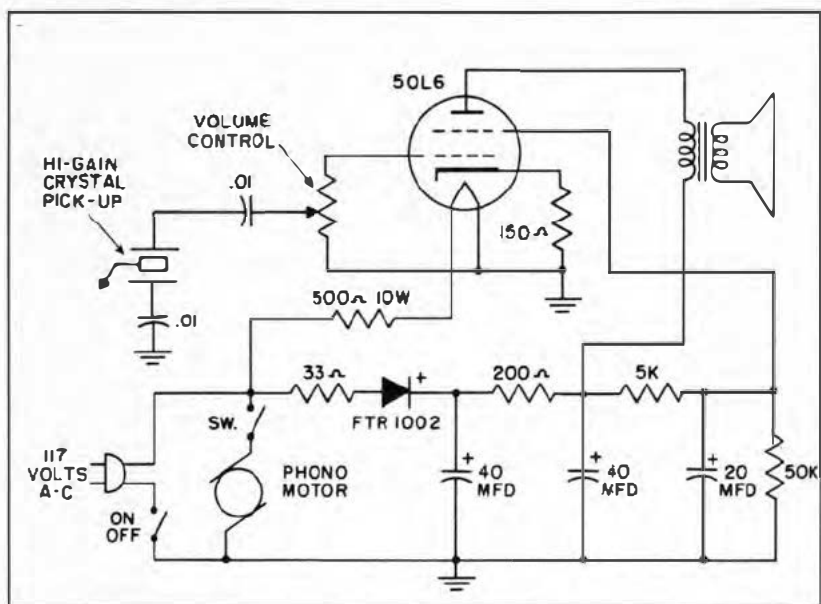 50L6
VOLUME
CONTROL
HI-GAIN
CRYSTAL
PICK-UP
.01
150Ω
.01
500Ω 10W
33Ω
200Ω
5K
+
FTR 1002
SW.
117
VOLTS
A-C
PHONO
MOTOR
+
40
MFD
+
40
MFD
+
20
MFD
50K
ON
OFF